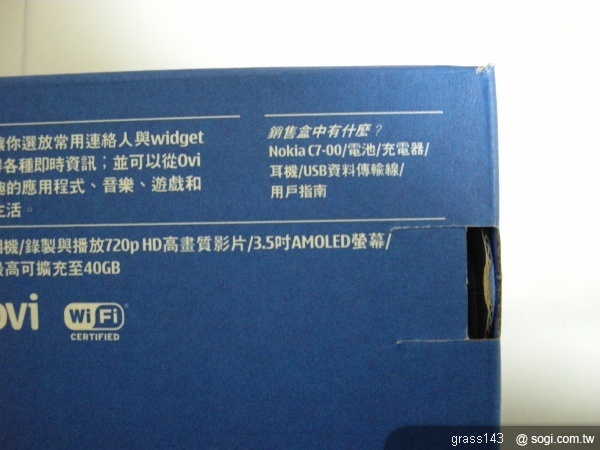 你選放常用連絡人與widget
各種即時資訊；並可以從Ovi
的應用程式、音樂、遊戲和
生活。
銷售盒中有什麼？
Nokia C7-00/電池/充電器/
耳機/USB資料傳輸線/
用戶指南
相機/錄製與播放720p HD高畫質影片/3.5吋AMOLED螢幕/
最高可擴充至40GB
ovi
WiFi
CERTIFIED
grass143 @ sogi.com.tw